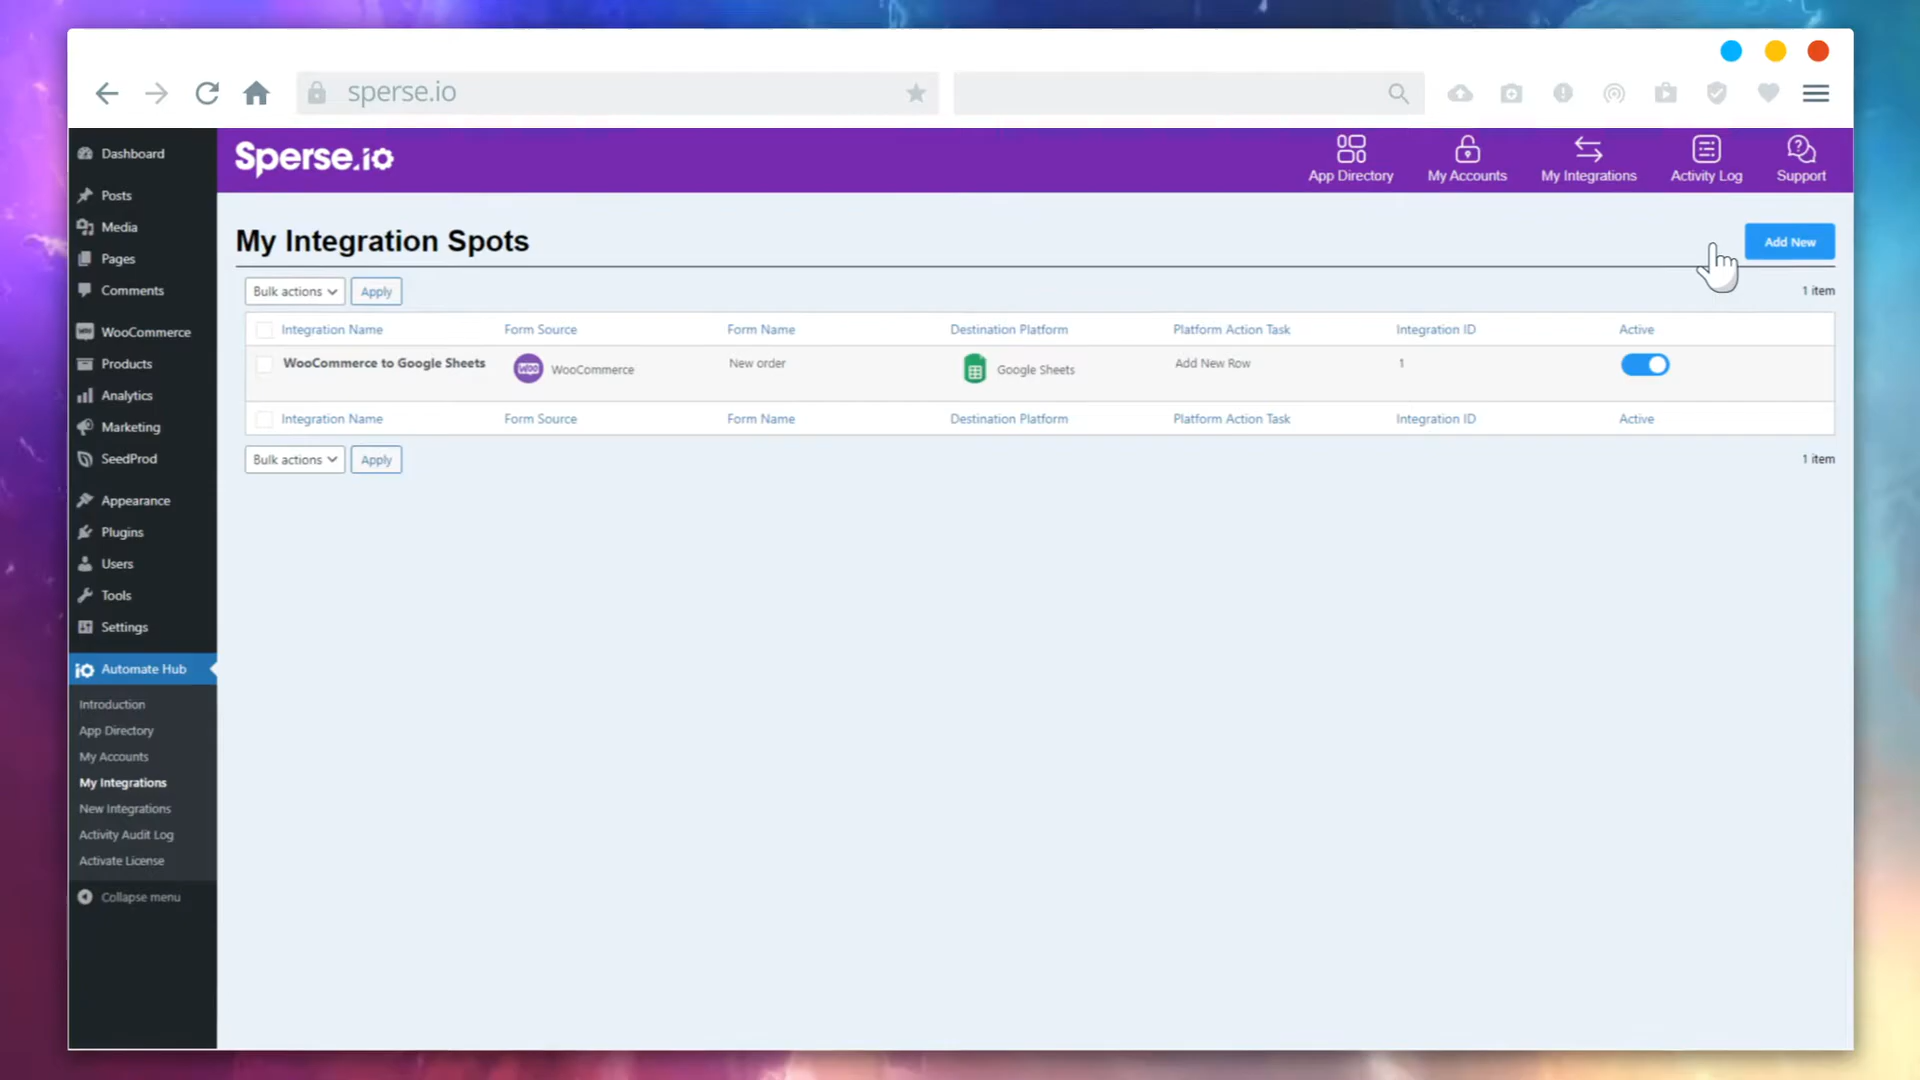 sperse.io
Dashboard
Posts
Media
Pages
Comments
WooCommerce
Products
Analytics
Marketing
SeedProd
Appearance
Plugins
Users
Tools
Settings
Automate Hub
Introduction
App Directory
My Accounts
My Integrations
New Integrations
Activity Audit Log
Activate License
Collapse menu
Sperse.io
App Directory My Accounts My Integrations Activity Log Support
My Integration Spots
Add New
Bulk actions Apply 1 item
Integration Name Form Source Form Name Destination Platform Platform Action Task Integration ID Active
WooCommerce to Google Sheets Woo WooCommerce New order Google Sheets Add New Row 1
Integration Name Form Source Form Name Destination Platform Platform Action Task Integration ID Active
Bulk actions Apply 1 item